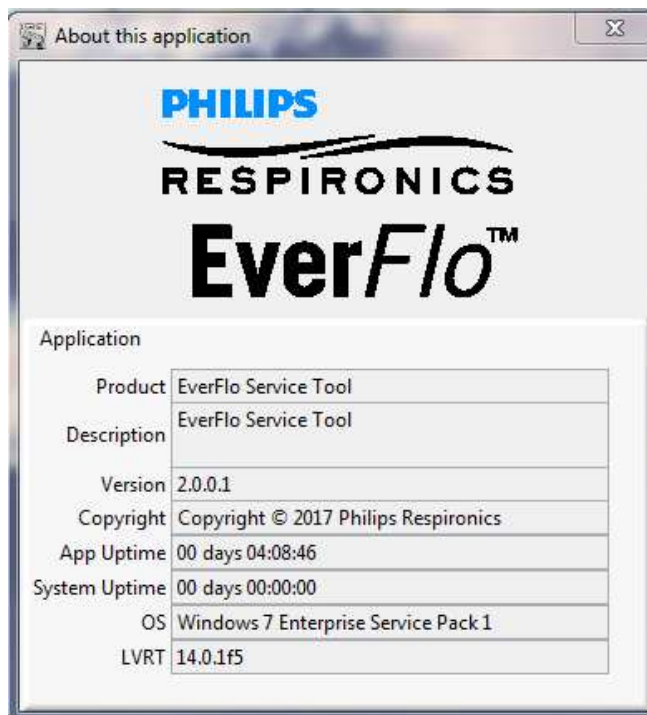 About this application
PHILIPS
RESPIRONICS
EverFlo™
Application
Product EverFlo Service Tool
Description EverFlo Service Tool
Version 2.0.0.1
Copyright Copyright © 2017 Philips Respironics
App Uptime 00 days 04:08:46
System Uptime 00 days 00:00:00
OS Windows 7 Enterprise Service Pack 1
LVRT 14.0.1f5